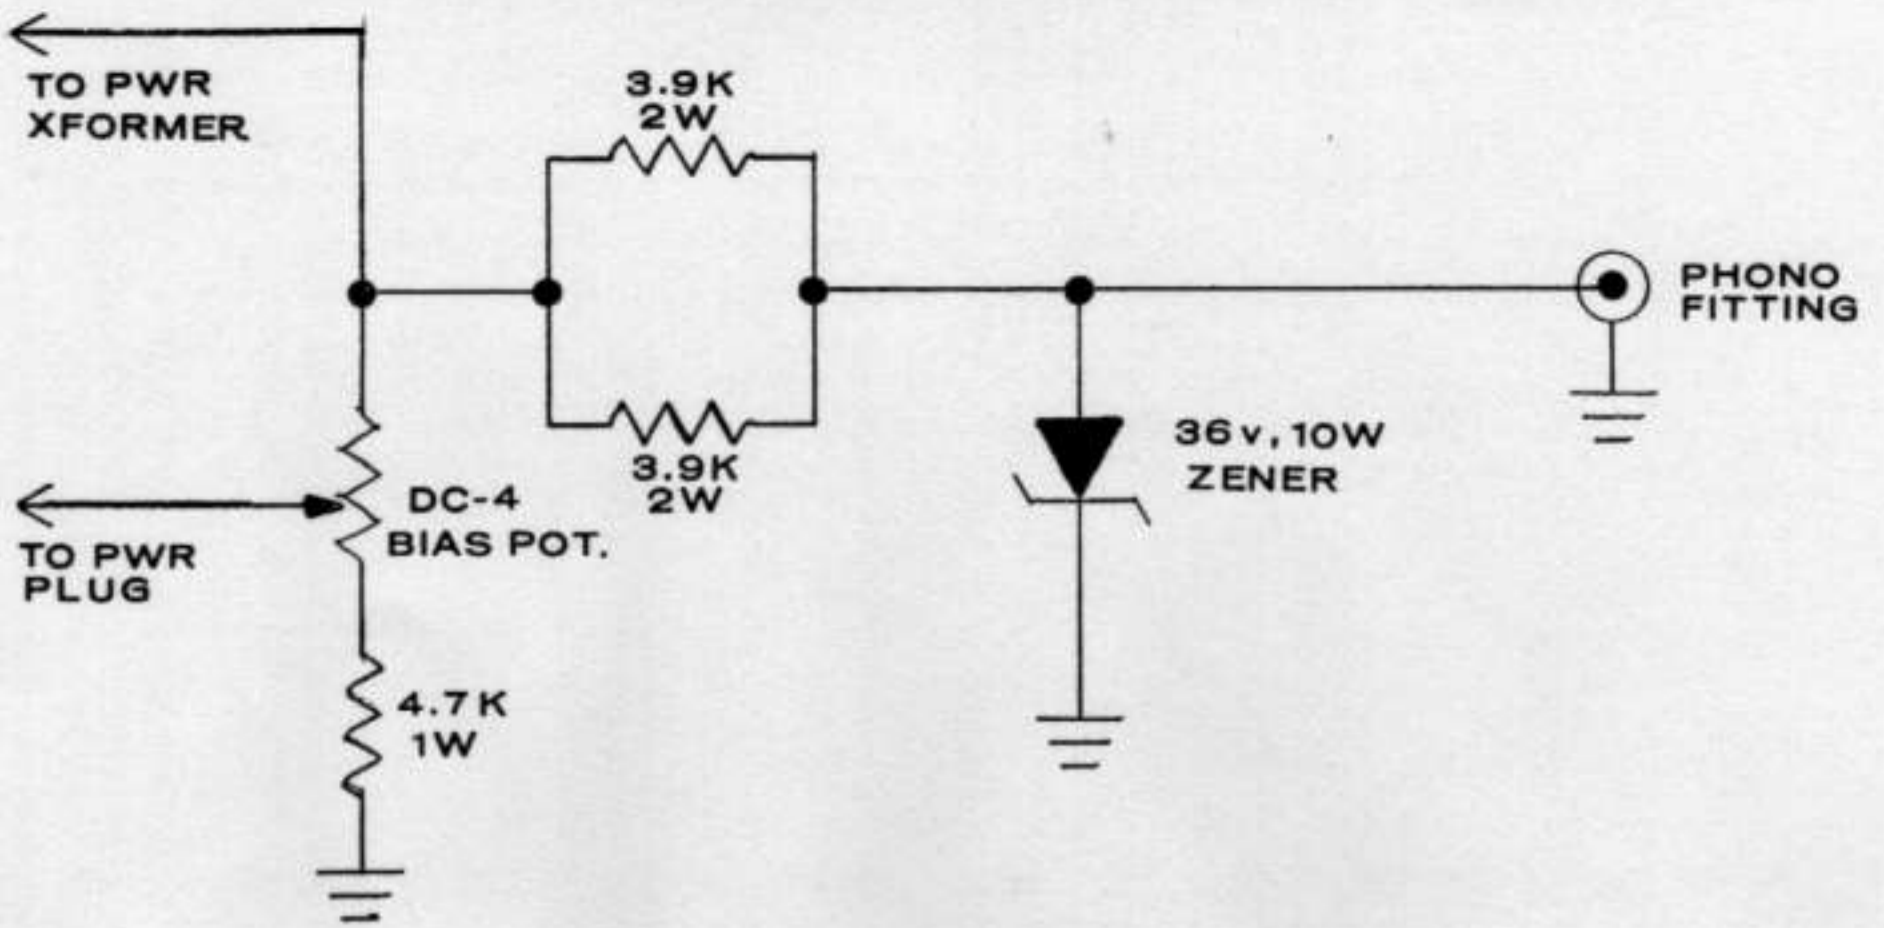 TO PWR
XFORMER
3.9K
2W
PHONO
FITTING
3.9K
2W
36v, 10W
ZENER
DC-4
BIAS POT.
TO PWR
PLUG
4.7K
1W